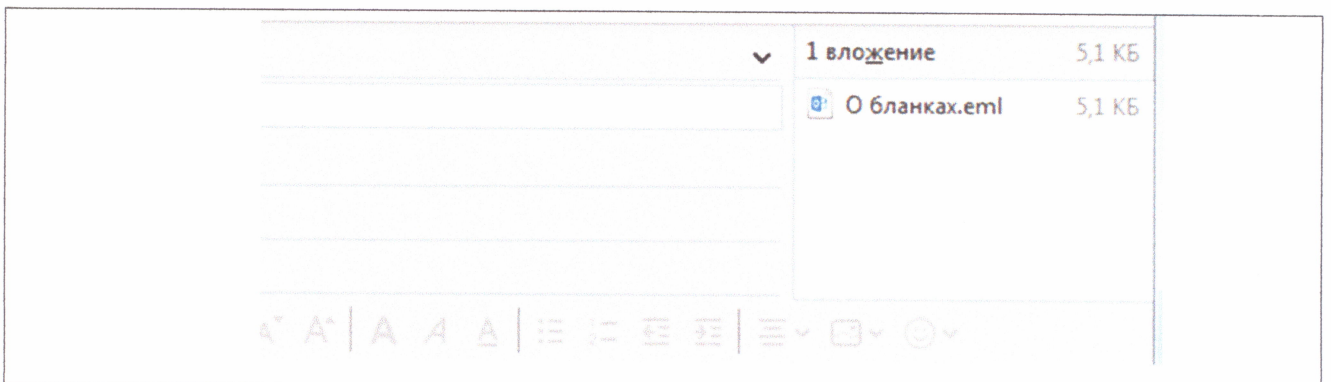 1 вложение 5,1 КБ
О бланках.eml 5,1 КБ
A A A A A